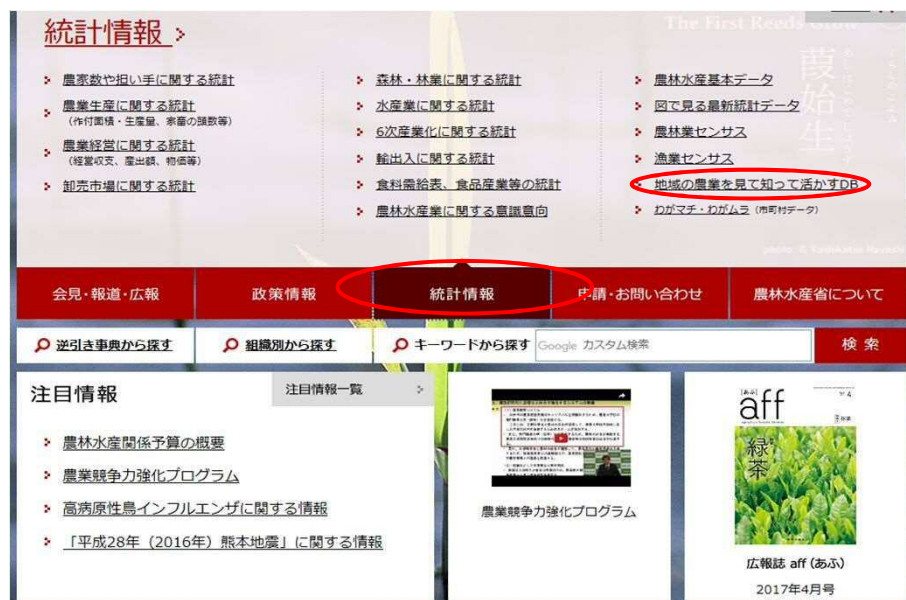 統計情報
The First Reeds Grow
葭始生
あしはじめてしょうず
農家数や担い手に関する統計
農業生産に関する統計
(作付面積・生産量、家畜の頭数等)
農業経営に関する統計
(経営収支、産出額、物価等)
卸売市場に関する統計
森林・林業に関する統計
水産業に関する統計
6次産業化に関する統計
輸出入に関する統計
食料需給表、食品産業等の統計
農林水産業に関する意識意向
農林水産基本データ
図で見る最新統計データ
農林業センサス
漁業センサス
地域の農業を見て知って活かすDB
わがマチ・わがムラ (市町村データ)
会見・報道・広報
政策情報
統計情報
申請・お問い合わせ
農林水産省について
逆引き事典から探す
組織別から探す
キーワードから探す
Google カスタム検索
検索
注目情報
注目情報一覧
農林水産関係予算の概要
農業競争力強化プログラム
高病原性鳥インフルエンザに関する情報
「平成28年(2016年)熊本地震」に関する情報
農業競争力強化プログラム
[あふ]
aff
4
緑茶
広報誌 aff (あふ)
2017年4月号